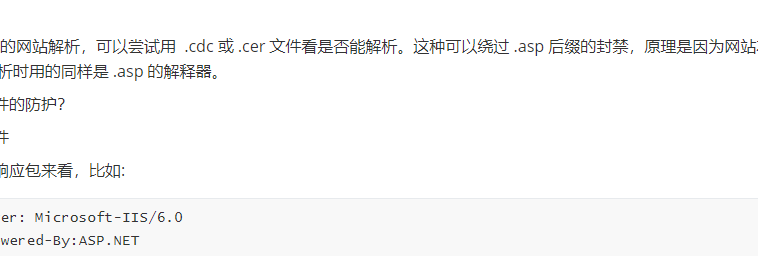 的网站解析，可以尝试用 .cdc 或 .cer 文件看是否能解析。这种可以绕过 .asp 后缀的封禁，原理是因为网站
析时用的同样是 .asp 的解释器。
件的防护？
件
响应包来看，比如:
er: Microsoft-IIS/6.0
wered-By:ASP.NET